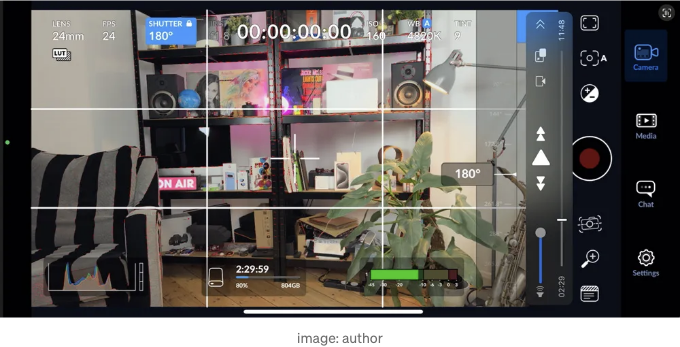 LENS
24mm
FPS
24
SHUTTER
180°
00:00:00:00
ISO
160
WB A
4820K
TINT
9
LUT
11:48
A
Camera
Media
Chat
Settings
180°
ON AIR
2:29:59
80% 804GB
02:29
image: author